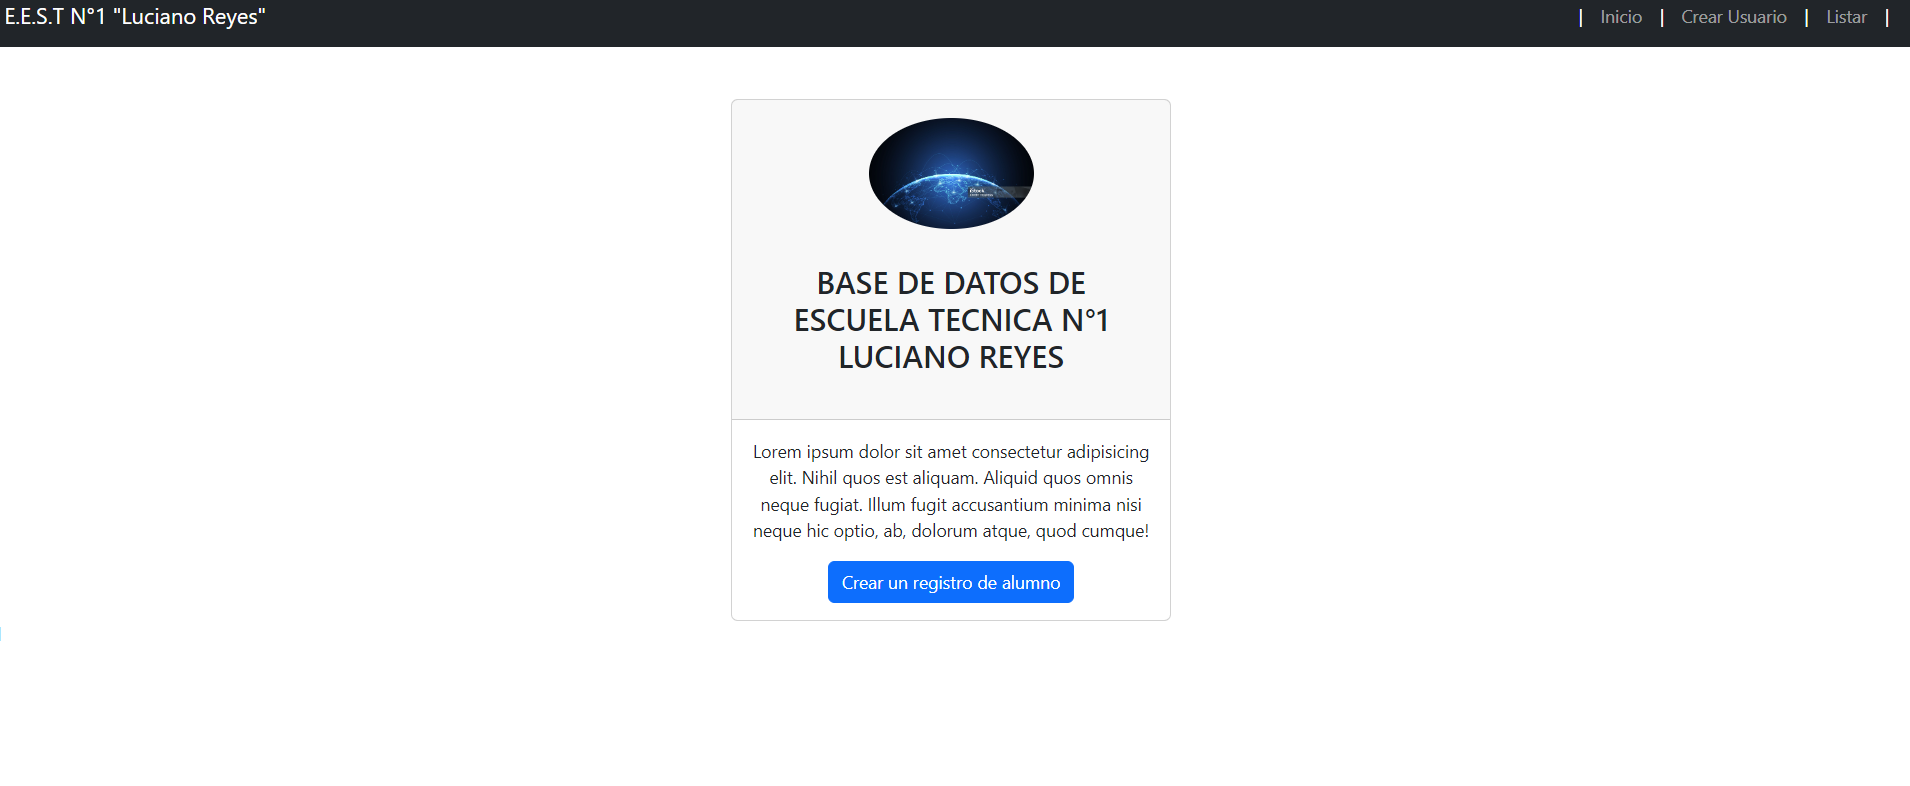 E.E.S.T N°1 "Luciano Reyes"
| Inicio | Crear Usuario | Listar |
iStock
BASE DE DATOS DE
ESCUELA TECNICA N°1
LUCIANO REYES
Lorem ipsum dolor sit amet consectetur adipisicing
elit. Nihil quos est aliquam. Aliquid quos omnis
neque fugiat. Illum fugit accusantium minima nisi
neque hic optio, ab, dolorum atque, quod cumque!
Crear un registro de alumno